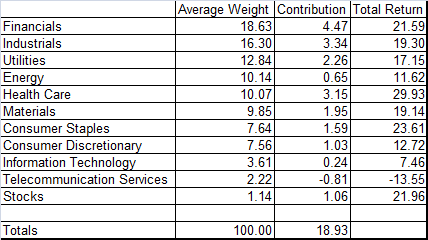 Average Weight Contribution Total Return
Financials 18.63 4.47 21.59
Industrials 16.30 3.34 19.30
Utilities 12.84 2.26 17.15
Energy 10.14 0.65 11.62
Health Care 10.07 3.15 29.93
Materials 9.85 1.95 19.14
Consumer Staples 7.64 1.59 23.61
Consumer Discretionary 7.56 1.03 12.72
Information Technology 3.61 0.24 7.46
Telecommunication Services 2.22 -0.81 -13.55
Stocks 1.14 1.06 21.96
Totals 100.00 18.93